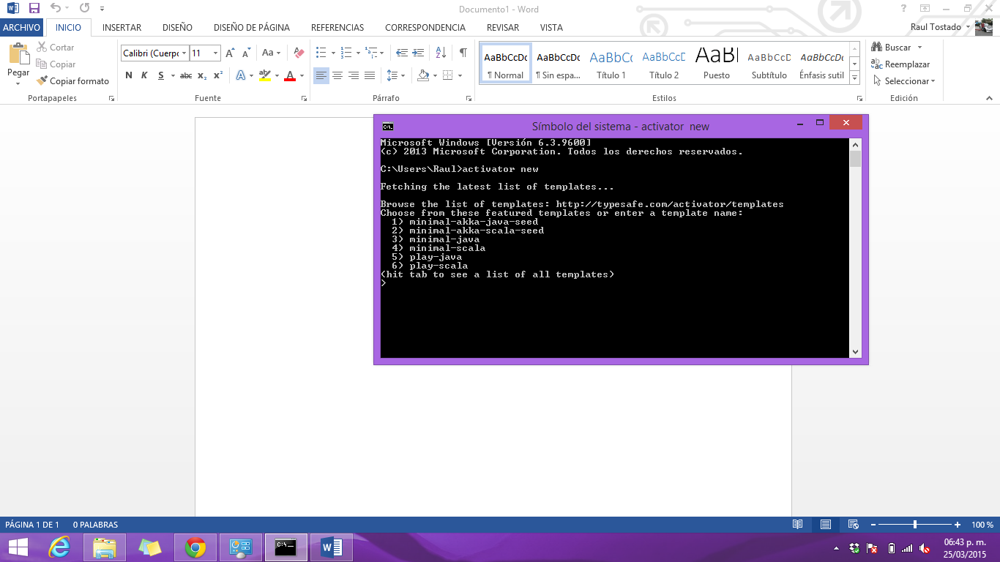 Documento1 - Word
ARCHIVO INICIO INSERTAR DISEÑO DISEÑO DE PÁGINA REFERENCIAS CORRESPONDENCIA REVISAR VISTA Raul Tostado
Pegar
Cortar
Copiar
Copiar formato
Portapapeles
Calibri (Cuerpo 11
N K S abc x₂ x²
Fuente
Párrafo
AaBbCcDc AaBbCcDc AaBbCc AaBbCcD AaBl AaBbCcD AaBbCcDc
¶ Normal ¶ Sin espa... Título 1 Título 2 Puesto Subtítulo Énfasis sutil
Estilos
Buscar
Reemplazar
Seleccionar
Edición
Símbolo del sistema - activator  new
Microsoft Windows [Versión 6.3.9600]
(c) 2013 Microsoft Corporation. Todos los derechos reservados.
C:\Users\Raul>activator new
Fetching the latest list of templates...
Browse the list of templates: http://typesafe.com/activator/templates
Choose from these featured templates or enter a template name:
1) minimal-akka-java-seed
2) minimal-akka-scala-seed
3) minimal-java
4) minimal-scala
5) play-java
6) play-scala
(hit tab to see a list of all templates)
>
PÁGINA 1 DE 1 0 PALABRAS 100 %
06:43 p. m.
25/03/2015